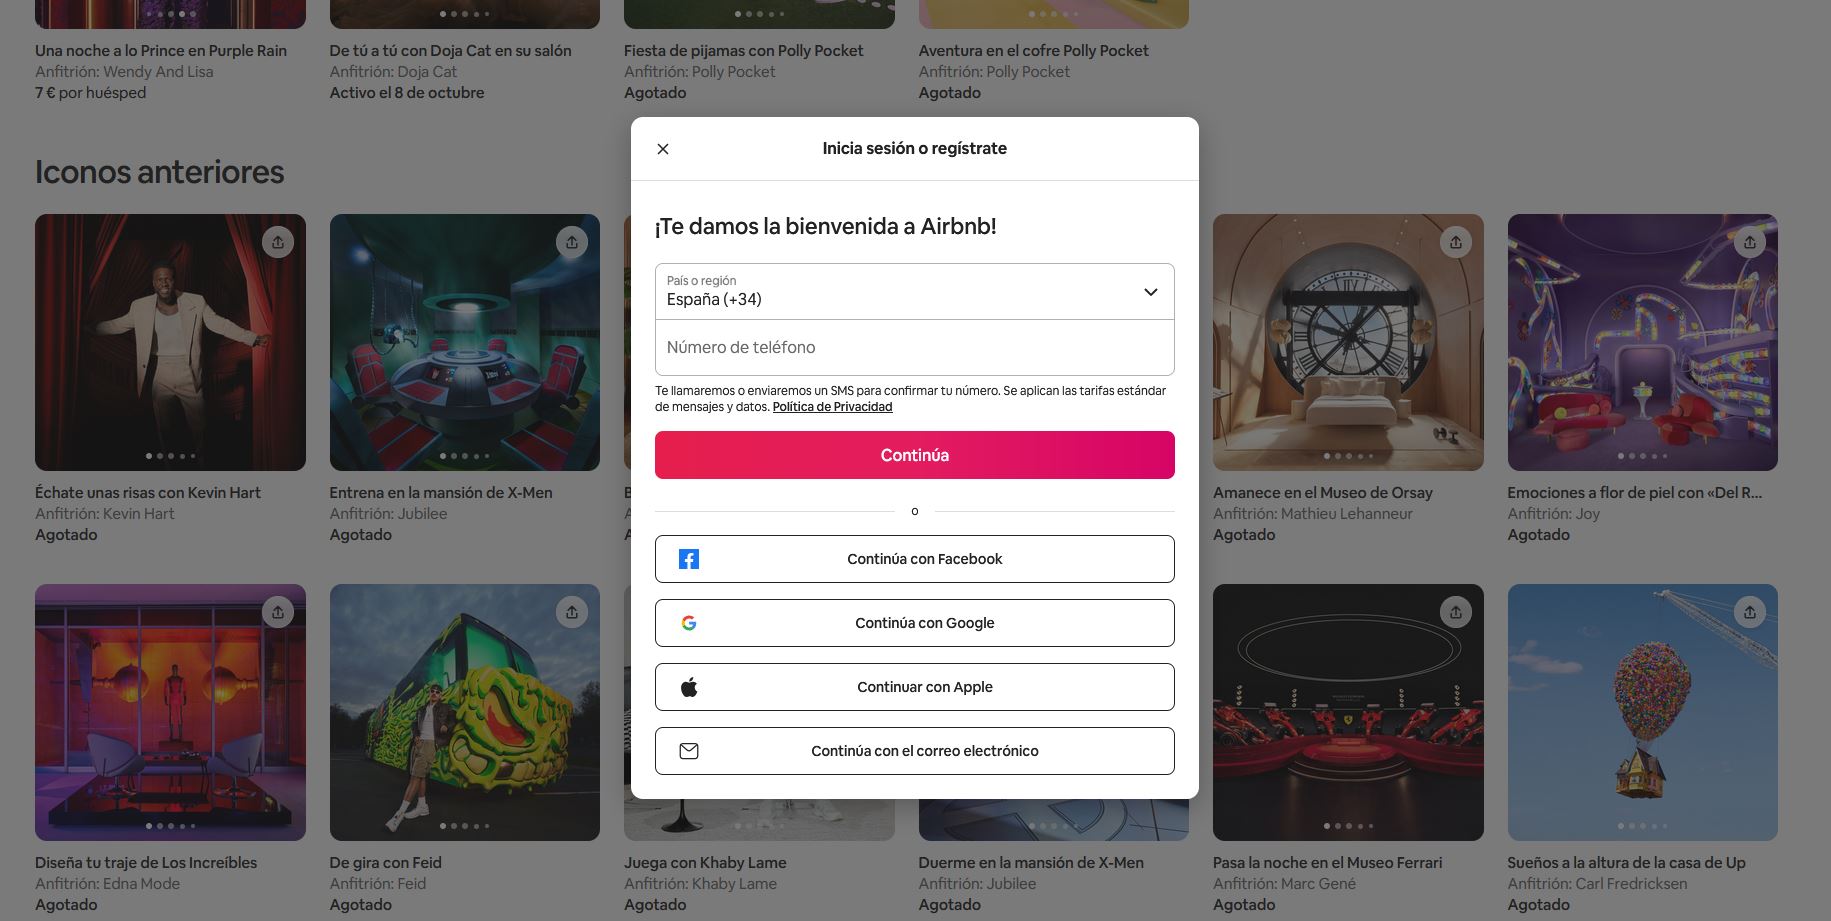 Una noche a lo Prince en Purple Rain
Anfitrión: Wendy And Lisa
7 € por huésped
De tú a tú con Doja Cat en su salón
Anfitrión: Doja Cat
Activo el 8 de octubre
Fiesta de pijamas con Polly Pocket
Anfitrión: Polly Pocket
Agotado
Aventura en el cofre Polly Pocket
Anfitrión: Polly Pocket
Agotado
Iconos anteriores
Inicia sesión o regístrate
¡Te damos la bienvenida a Airbnb!
País o región
España (+34)
Número de teléfono
Te llamaremos o enviaremos un SMS para confirmar tu número. Se aplican las tarifas estándar
de mensajes y datos. Política de Privacidad
Continúa
o
Continúa con Facebook
Continúa con Google
Continuar con Apple
Continúa con el correo electrónico
Échate unas risas con Kevin Hart
Anfitrión: Kevin Hart
Agotado
Entrena en la mansión de X-Men
Anfitrión: Jubilee
Agotado
Amanece en el Museo de Orsay
Anfitrión: Mathieu Lehanneur
Agotado
Emociones a flor de piel con «Del R...
Anfitrión: Joy
Agotado
Diseña tu traje de Los Increíbles
Anfitrión: Edna Mode
Agotado
De gira con Feid
Anfitrión: Feid
Agotado
Juega con Khaby Lame
Anfitrión: Khaby Lame
Agotado
Duerme en la mansión de X-Men
Anfitrión: Jubilee
Agotado
Pasa la noche en el Museo Ferrari
Anfitrión: Marc Gené
Agotado
Sueños a la altura de la casa de Up
Anfitrión: Carl Fredricksen
Agotado